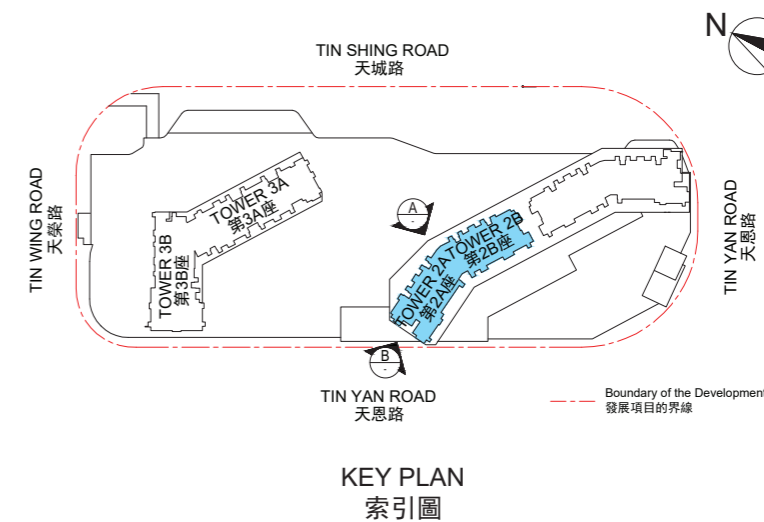 N
TIN SHING ROAD
天城路
TIN WING ROAD
天榮路
TOWER 3A
第3A座
TOWER 3B
第3B座
A
-
TOWER 2A
第2A座
TOWER 2B
第2B座
TIN YAN ROAD
天恩路
B
-
TIN YAN ROAD
天恩路
Boundary of the Development
發展項目的界線
KEY PLAN
索引圖